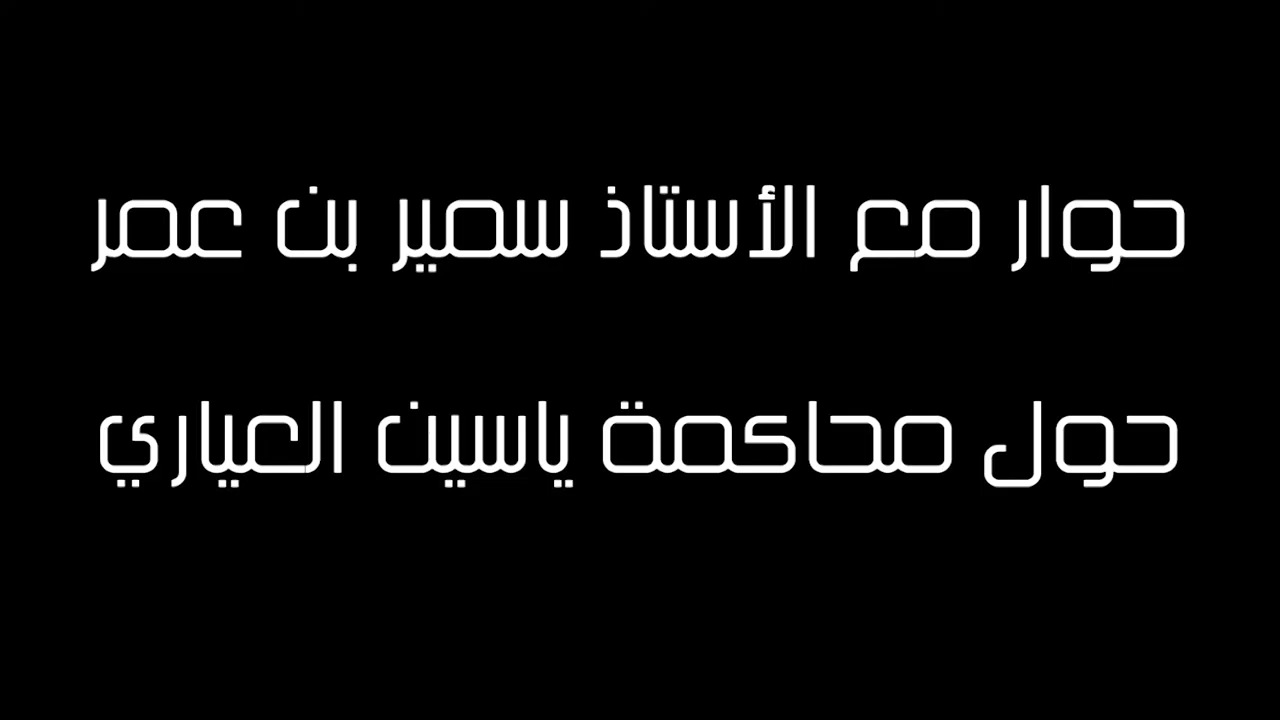 حوار مع الأستاذ سمير بن عمر
حول محاكمة ياسين العياري